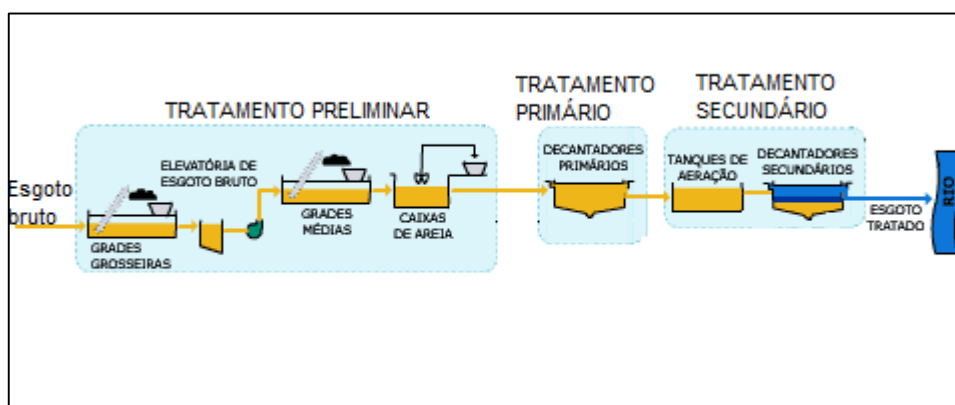 TRATAMENTO PRELIMINAR
TRATAMENTO
PRIMÁRIO
TRATAMENTO
SECUNDÁRIO
Esgoto
bruto
GRADES
GROSSEIRAS
ELEVATÓRIA DE
ESGOTO BRUTO
GRADES
MÉDIAS
CAIXAS
DE AREIA
DECANTADORES
PRIMÁRIOS
TANQUES DE
AERAÇÃO
DECANTADORES
SECUNDÁRIOS
ESGOTO
TRATADO
RIO